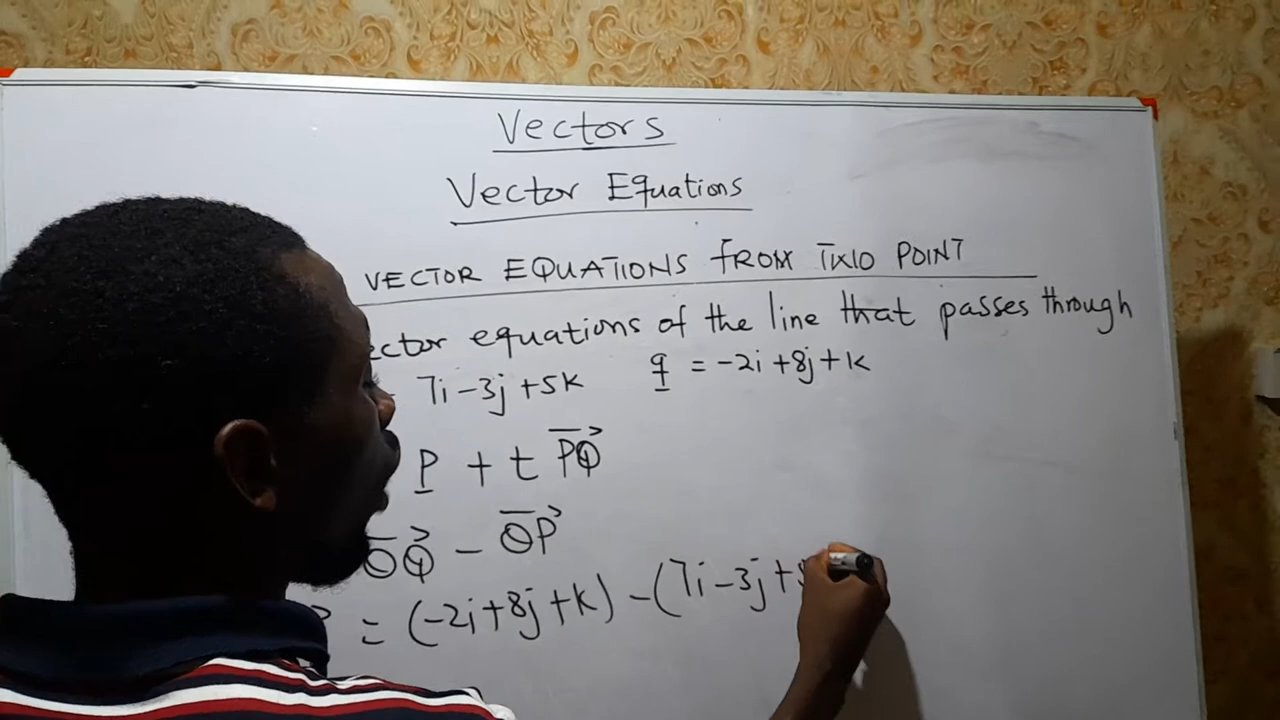 Vectors
Vector Equations
VECTOR EQUATIONS FROM TWO POINT
ector equations of the line that passes through
7i - 3j + 5k q = -2i + 8j + k
P + t PQ
OQ - OP
= (-2i + 8j + k) - (7i - 3j +